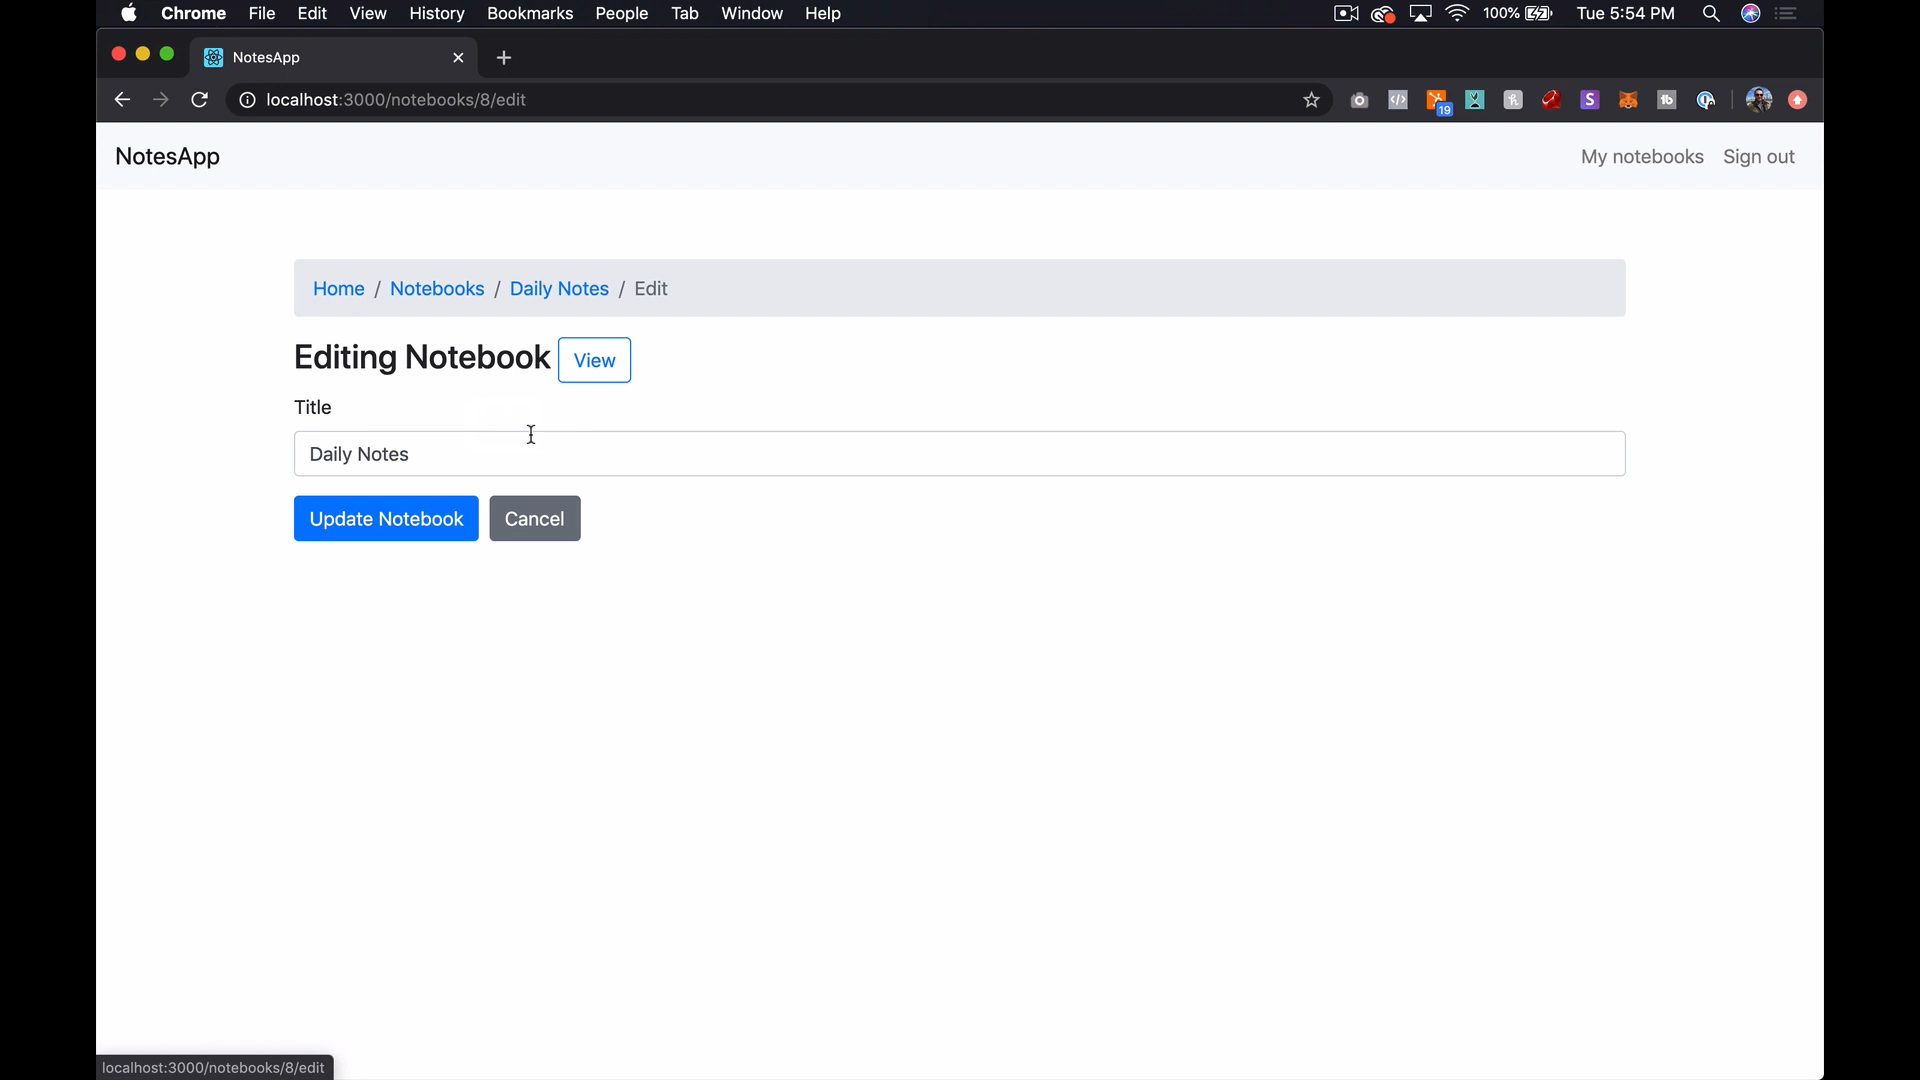 Chrome File Edit View History Bookmarks People Tab Window Help 100% Tue 5:54 PM
NotesApp
localhost:3000/notebooks/8/edit
19
S
tb
NotesApp My notebooks Sign out
Home / Notebooks / Daily Notes / Edit
Editing Notebook View
Title
Daily Notes
Update Notebook Cancel
localhost:3000/notebooks/8/edit